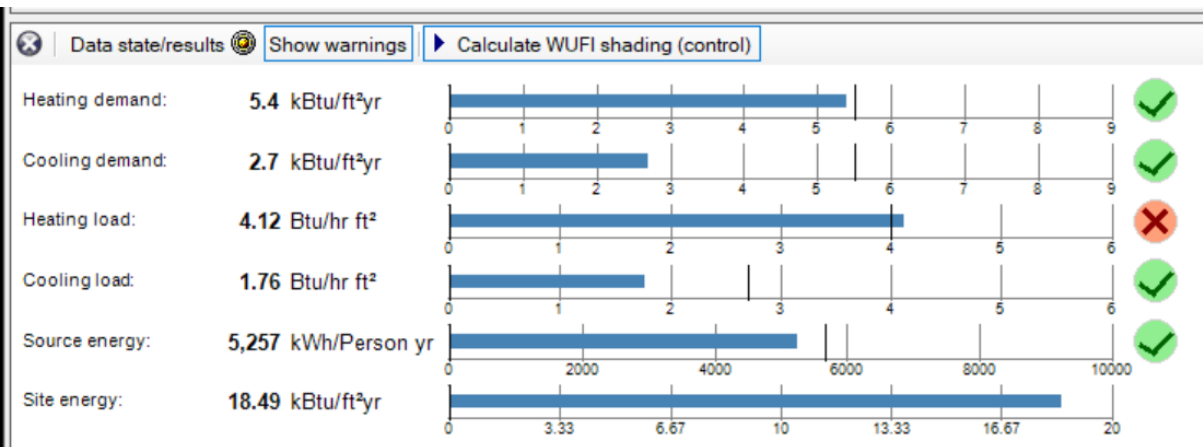 Data state/results Show warnings Calculate WUFI shading (control)
Heating demand: 5.4 kBtu/ft²yr
0 1 2 3 4 5 6 7 8 9
Cooling demand: 2.7 kBtu/ft²yr
0 1 2 3 4 5 6 7 8 9
Heating load: 4.12 Btu/hr ft²
0 1 2 3 4 5 6
Cooling load: 1.76 Btu/hr ft²
0 1 2 3 4 5 6
Source energy: 5,257 kWh/Person yr
0 2000 4000 6000 8000 10000
Site energy: 18.49 kBtu/ft²yr
0 3.33 6.67 10 13.33 16.67 20